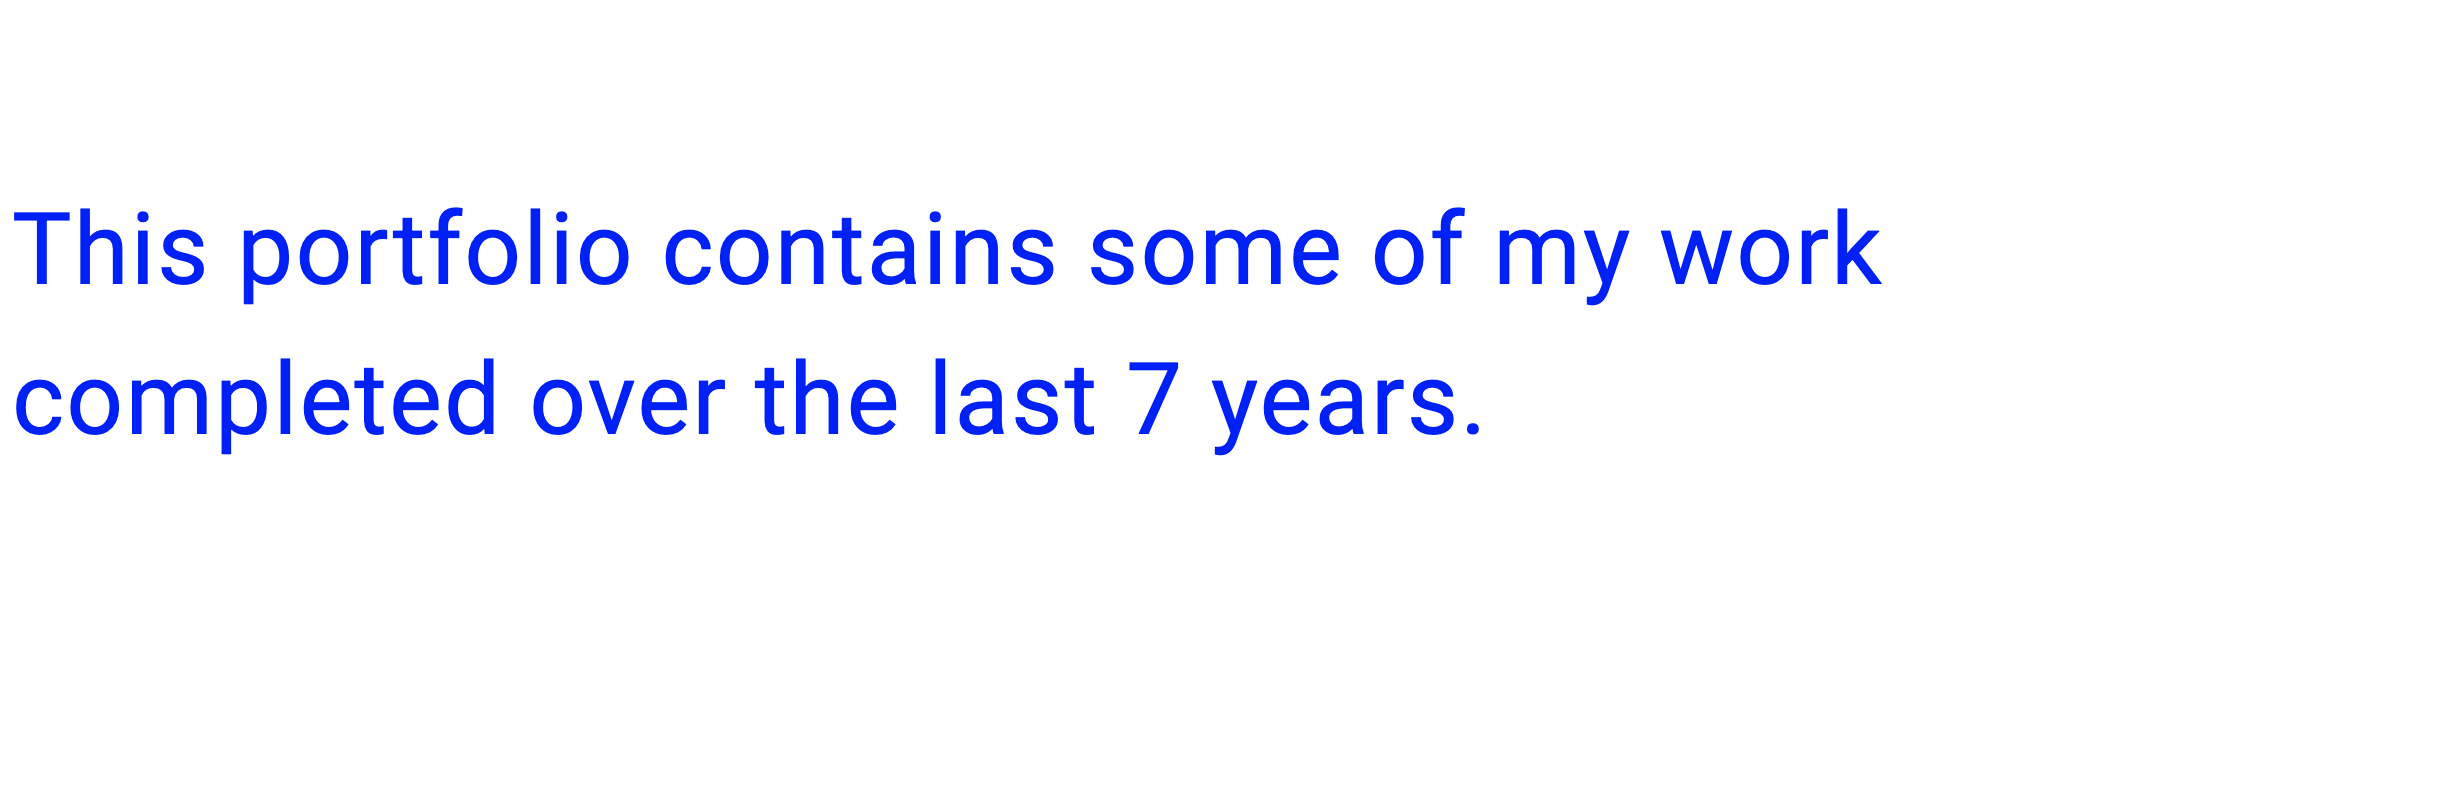 This portfolio contains some of my work
completed over the last 7 years.